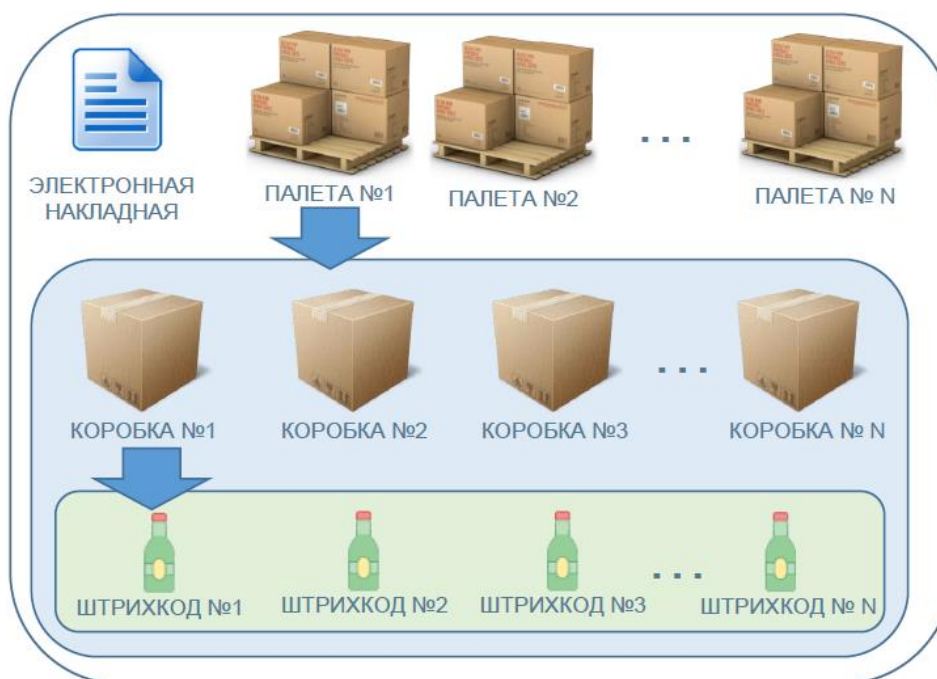 ЭЛЕКТРОННАЯ
НАКЛАДНАЯ
ПАЛЕТА №1
ПАЛЕТА №2
. . .
ПАЛЕТА № N
КОРОБКА №1
КОРОБКА №2
КОРОБКА №3
. . .
КОРОБКА № N
ШТРИХКОД №1
ШТРИХКОД №2
ШТРИХКОД №3
. . .
ШТРИХКОД № N